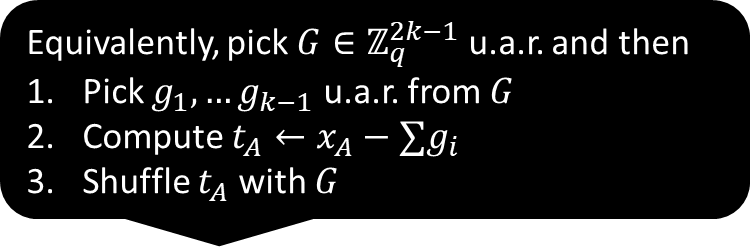 Equivalently, pick G ∈ ℤ_q^{2k−1} u.a.r. and then
1. Pick g_1, … g_{k−1} u.a.r. from G
2. Compute t_A ← x_A − ∑g_i
3. Shuffle t_A with G